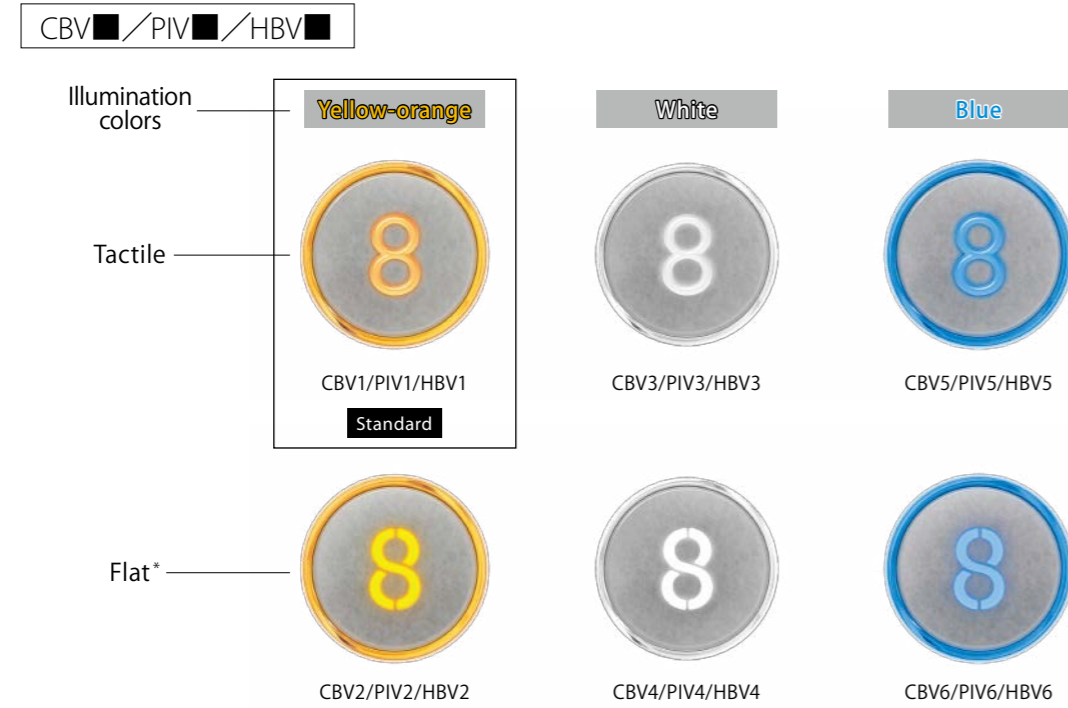 CBV■／PIV■／HBV■
Illumination
colors
Yellow-orange
White
Blue
Tactile
8
8
8
CBV1/PIV1/HBV1
CBV3/PIV3/HBV3
CBV5/PIV5/HBV5
Standard
Flat*
8
8
8
CBV2/PIV2/HBV2
CBV4/PIV4/HBV4
CBV6/PIV6/HBV6